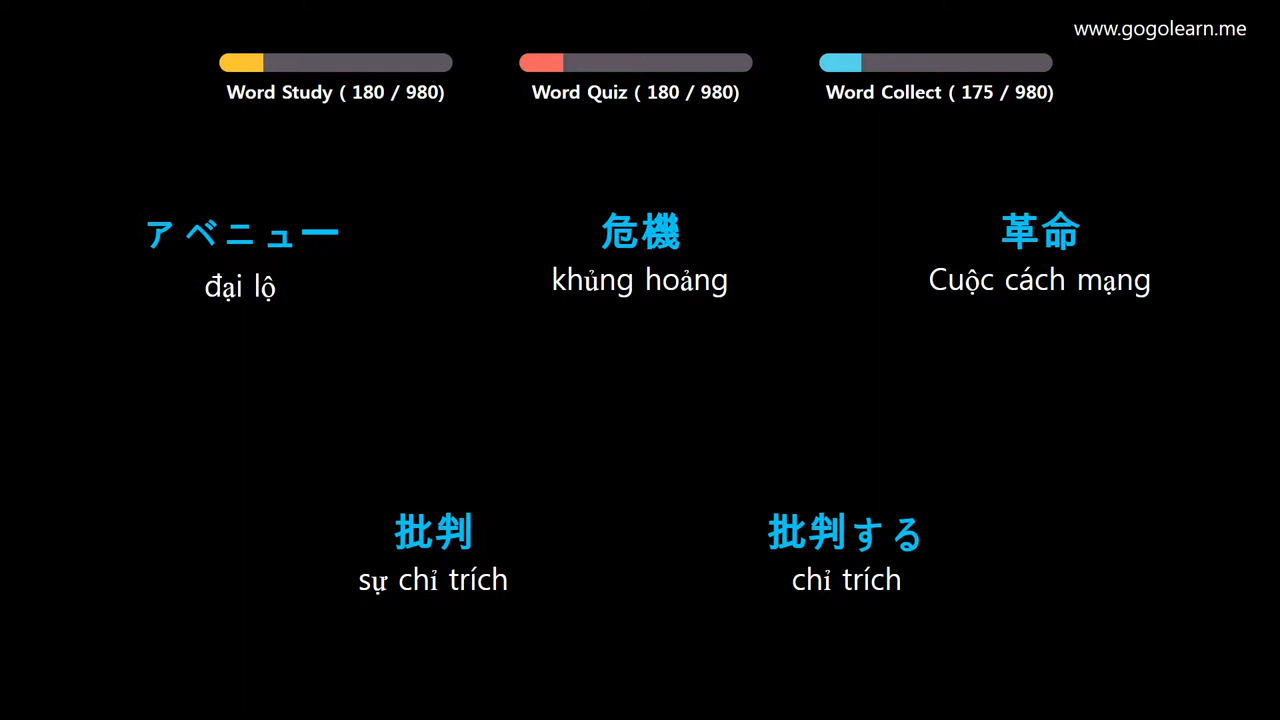 www.gogolearn.me
Word Study ( 180 / 980)
Word Quiz ( 180 / 980)
Word Collect ( 175 / 980)
アベニュー
đại lộ
危機
khủng hoảng
革命
Cuộc cách mạng
批判
sự chỉ trích
批判する
chỉ trích